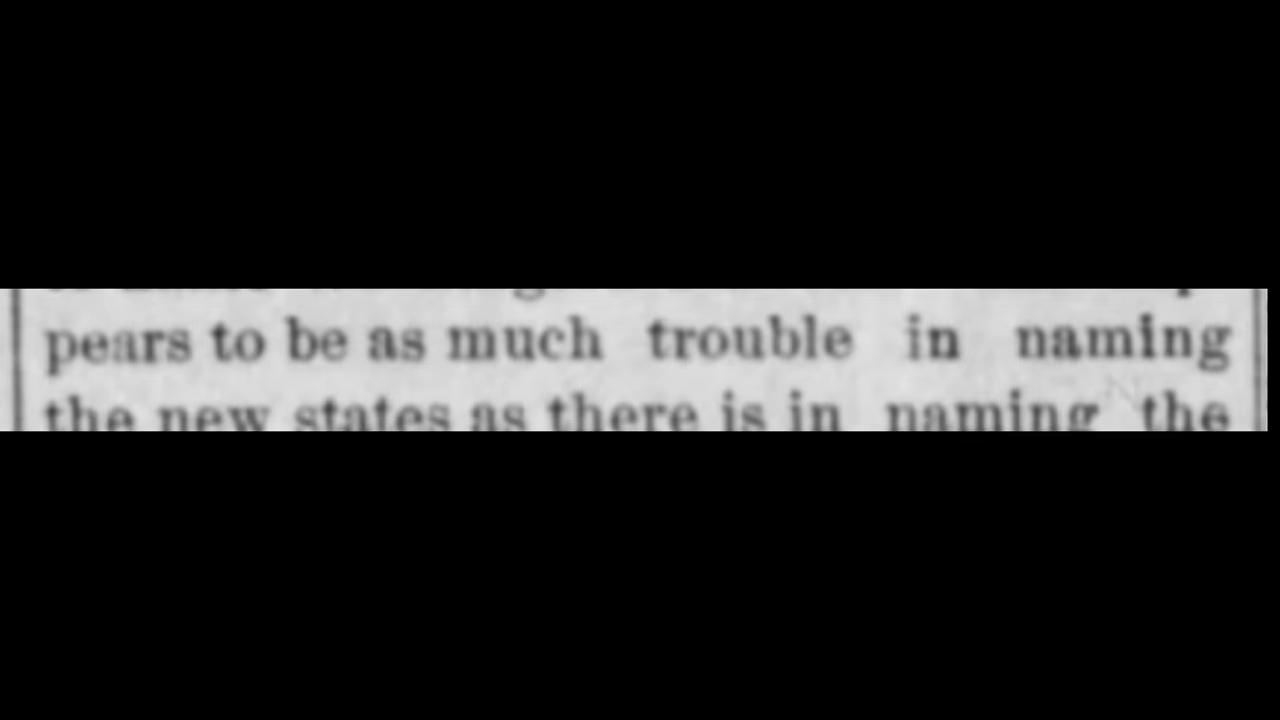 pears to be as much trouble in naming
the new states as there is in naming the